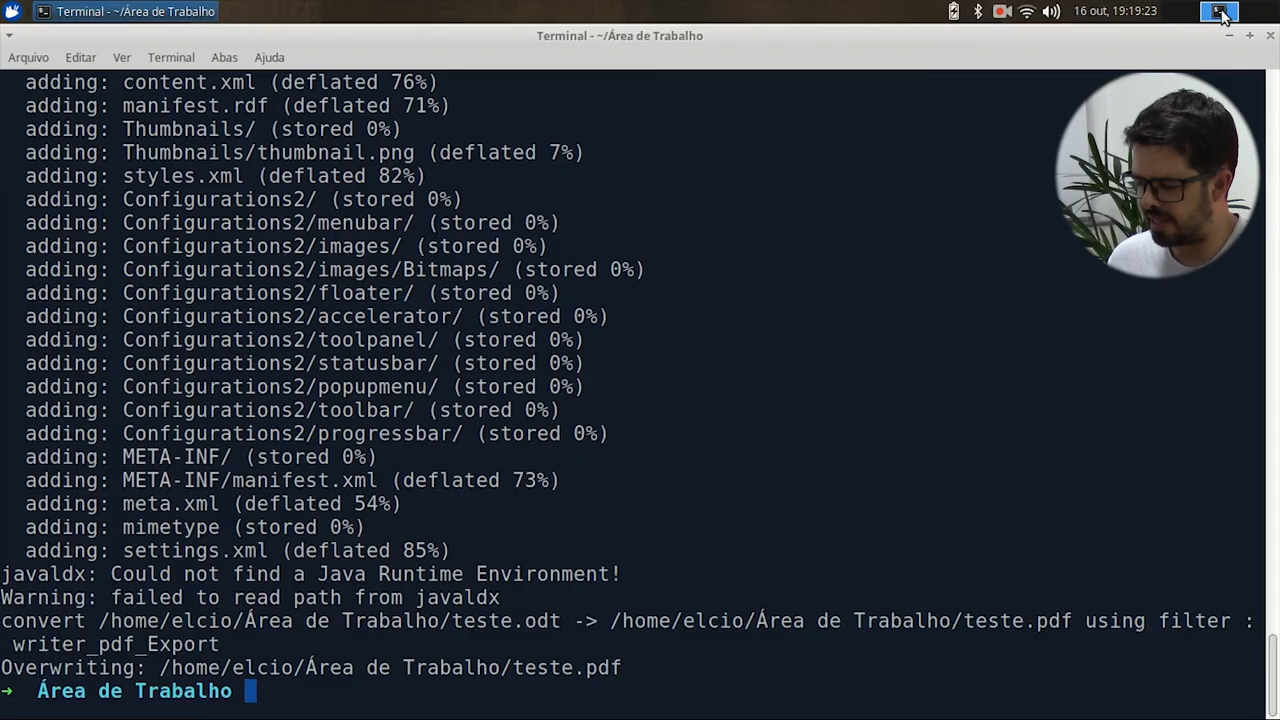 Terminal - ~/Área de Trabalho
16 out, 19:19:23
Terminal - ~/Área de Trabalho
Arquivo Editar Ver Terminal Abas Ajuda
adding: content.xml (deflated 76%)
adding: manifest.rdf (deflated 71%)
adding: Thumbnails/ (stored 0%)
adding: Thumbnails/thumbnail.png (deflated 7%)
adding: styles.xml (deflated 82%)
adding: Configurations2/ (stored 0%)
adding: Configurations2/menubar/ (stored 0%)
adding: Configurations2/images/ (stored 0%)
adding: Configurations2/images/Bitmaps/ (stored 0%)
adding: Configurations2/floater/ (stored 0%)
adding: Configurations2/accelerator/ (stored 0%)
adding: Configurations2/toolpanel/ (stored 0%)
adding: Configurations2/statusbar/ (stored 0%)
adding: Configurations2/popupmenu/ (stored 0%)
adding: Configurations2/toolbar/ (stored 0%)
adding: Configurations2/progressbar/ (stored 0%)
adding: META-INF/ (stored 0%)
adding: META-INF/manifest.xml (deflated 73%)
adding: meta.xml (deflated 54%)
adding: mimetype (stored 0%)
adding: settings.xml (deflated 85%)
javaldx: Could not find a Java Runtime Environment!
Warning: failed to read path from javaldx
convert /home/elcio/Área de Trabalho/teste.odt -> /home/elcio/Área de Trabalho/teste.pdf using filter :
writer_pdf_Export
Overwriting: /home/elcio/Área de Trabalho/teste.pdf
→ Área de Trabalho